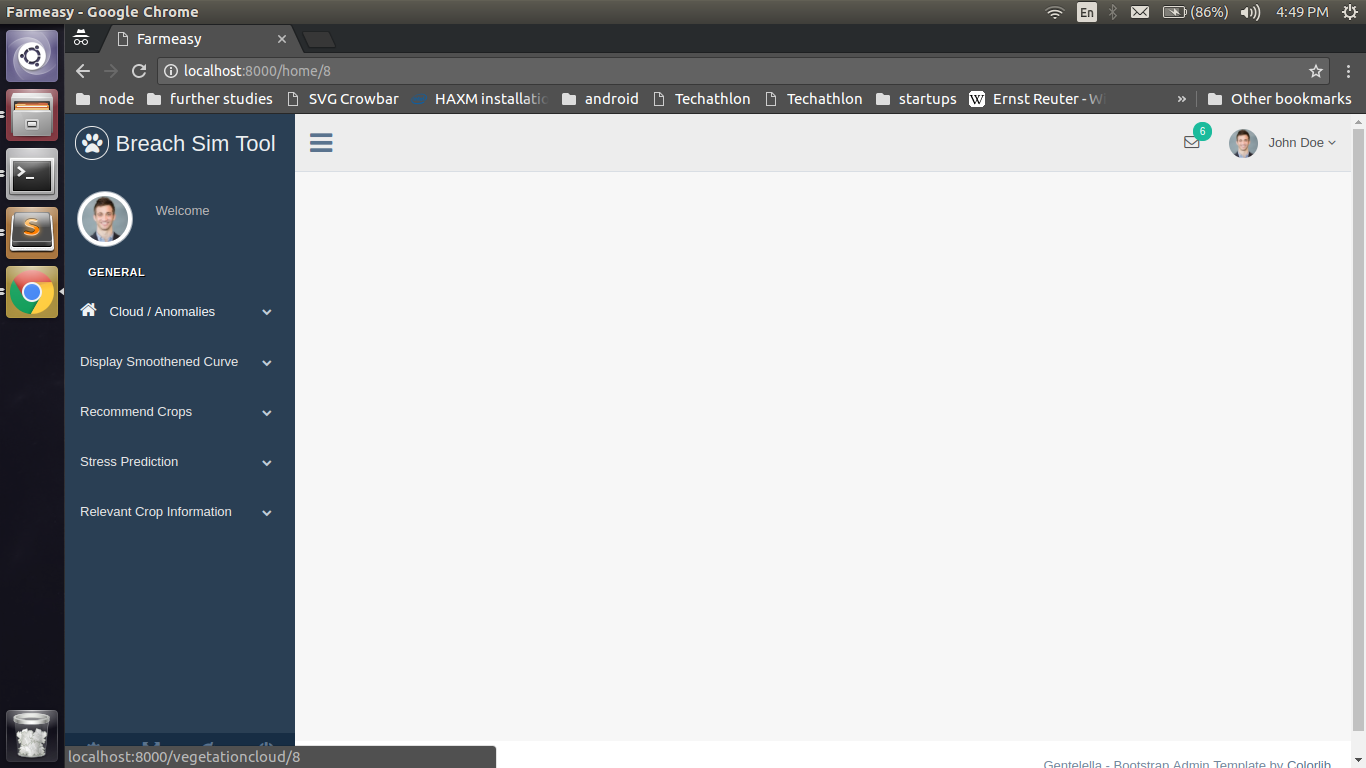 Farmeasy - Google Chrome
En
(86%)
4:49 PM
Farmeasy
localhost:8000/home/8
node
further studies
SVG Crowbar
HAXM installatio
android
Techathlon
Techathlon
startups
W
Ernst Reuter - Wi
»
Other bookmarks
Breach Sim Tool
6
John Doe
Welcome
GENERAL
Cloud / Anomalies
Display Smoothened Curve
Recommend Crops
Stress Prediction
Relevant Crop Information
localhost:8000/vegetationcloud/8
Gentelella - Bootstrap Admin Template by Colorlib